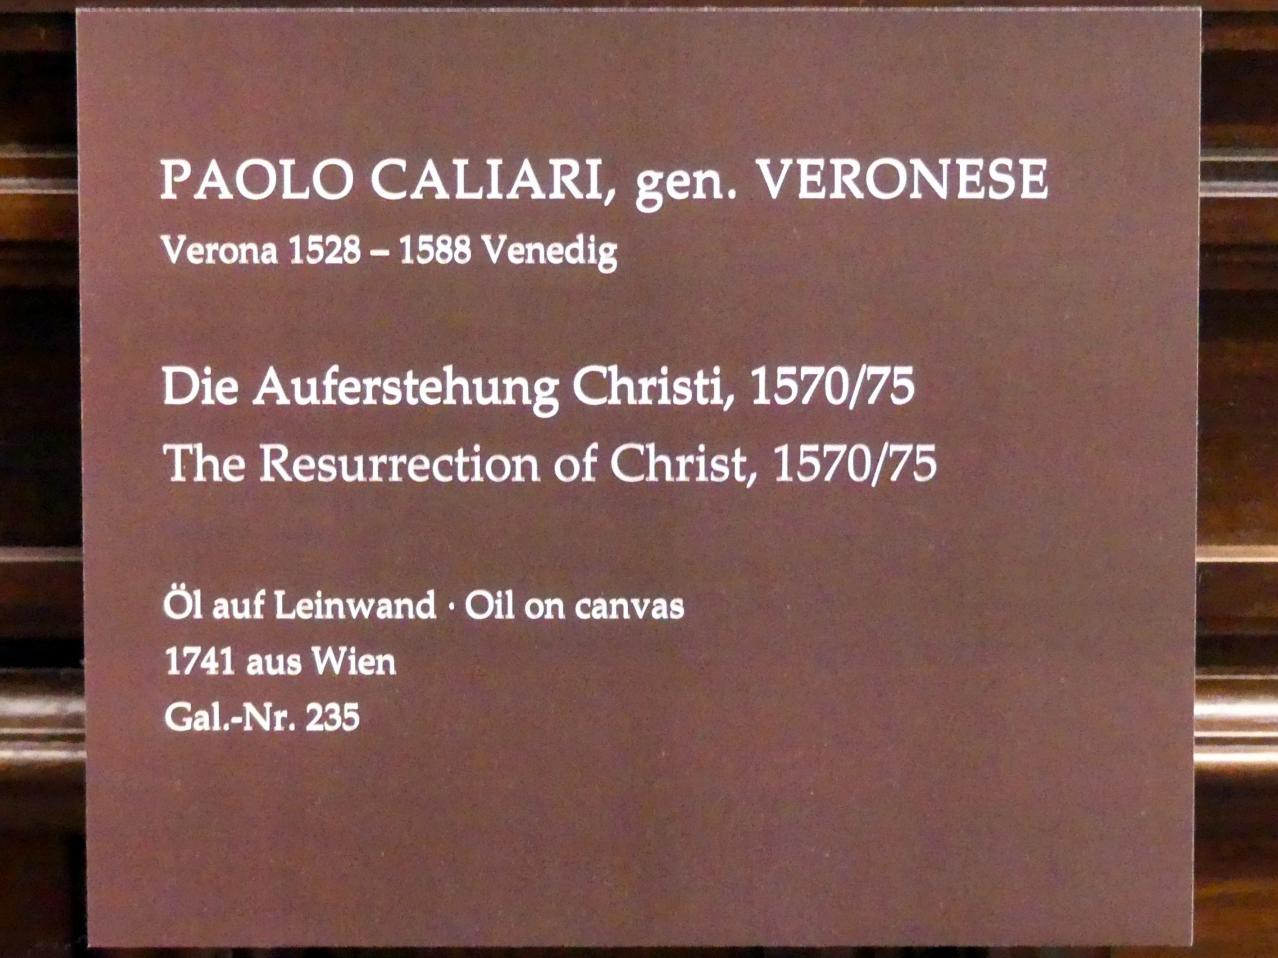 PAOLO CALIARI, gen. VERONESE
Verona 1528 – 1588 Venedig
Die Auferstehung Christi, 1570/75
The Resurrection of Christ, 1570/75
Öl auf Leinwand · Oil on canvas
1741 aus Wien
Gal.-Nr. 235